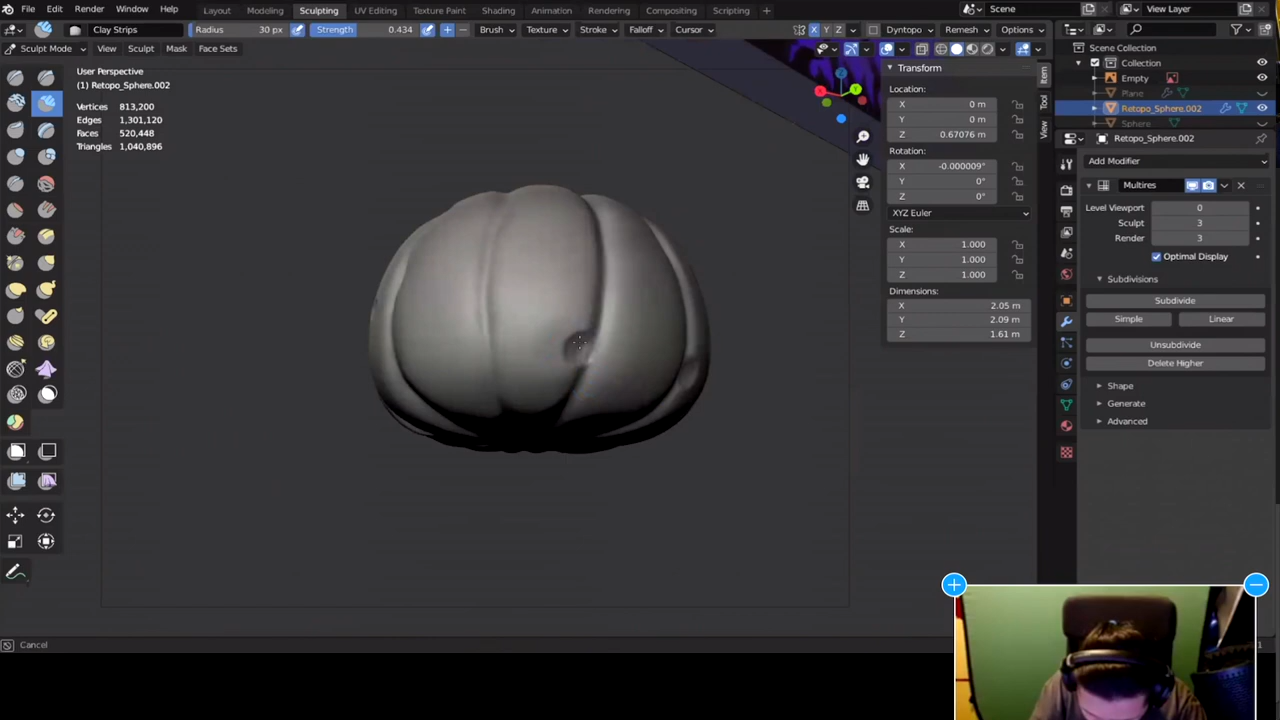 File Edit Render Window Help Layout Modeling Sculpting UV Editing Texture Paint Shading Animation Rendering Compositing Scripting Scene View Layer
Clay Strips Radius 30 px Strength 0.434 Brush Texture Stroke Falloff Cursor X Y Z Dyntopo Remesh Options
Sculpt Mode View Sculpt Mask Face Sets
User Perspective
(1) Retopo_Sphere.002
Vertices 813,200
Edges 1,301,120
Faces 520,448
Triangles 1,040,896
Transform
Location:
X 0 m
Y 0 m
Z 0.67076 m
Rotation:
X -0.000009°
Y 0°
Z 0°
XYZ Euler
Scale:
X 1.000
Y 1.000
Z 1.000
Dimensions:
X 2.05 m
Y 2.09 m
Z 1.61 m
Item
Tool
View
Scene Collection
Collection
Empty
Plane
Retopo_Sphere.002
Sphere
Retopo_Sphere.002
Add Modifier
Multires
Level Viewport 0
Sculpt 3
Render 3
Optimal Display
Subdivisions
Subdivide
Simple Linear
Unsubdivide
Delete Higher
Shape
Generate
Advanced
Cancel